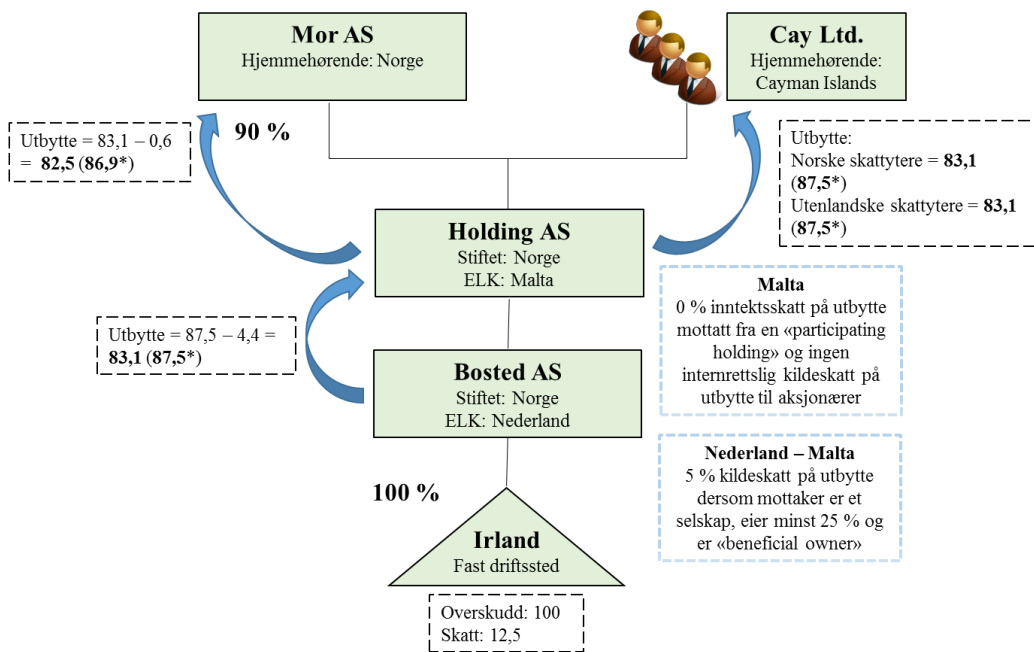 Mor AS
Hjemmehørende: Norge
Cay Ltd.
Hjemmehørende:
Cayman Islands
Utbytte = 83,1 – 0,6
= 82,5 (86,9*)
90 %
Utbytte:
Norske skattytere = 83,1
(87,5*)
Utenlandske skattytere = 83,1
(87,5*)
Holding AS
Stiftet: Norge
ELK: Malta
Malta
0 % inntektsskatt på utbytte
mottatt fra en «participating
holding» og ingen
internrettslig kildeskatt på
utbytte til aksjonærer
Utbytte = 87,5 – 4,4 =
83,1 (87,5*)
Bosted AS
Stiftet: Norge
ELK: Nederland
Nederland – Malta
5 % kildeskatt på utbytte
dersom mottaker er et
selskap, eier minst 25 % og
er «beneficial owner»
100 %
Irland
Fast driftssted
Overskudd: 100
Skatt: 12,5